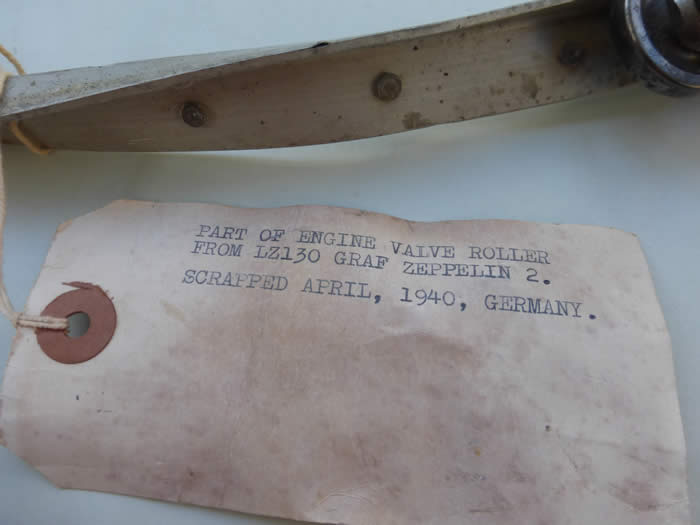 PART OF ENGINE VALVE ROLLER
FROM LZ130 GRAF ZEPPELIN 2.
SCRAPPED APRIL, 1940, GERMANY.